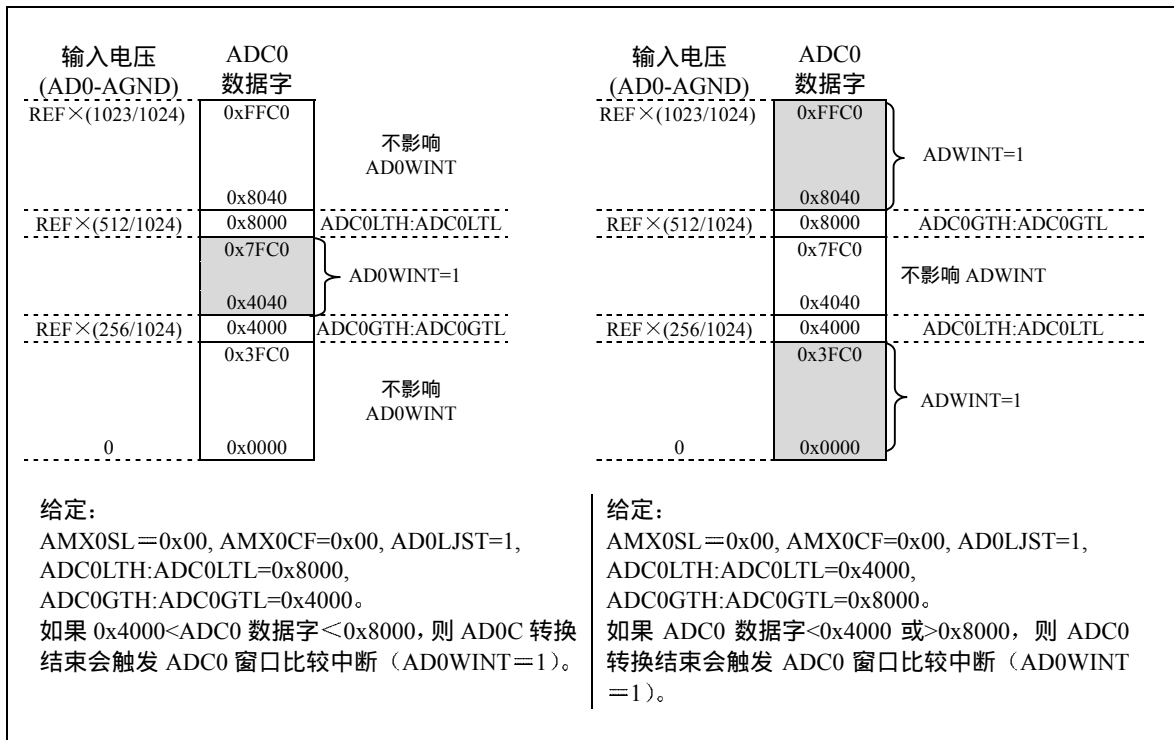 输入电压
(AD0-AGND)
ADC0
数据字
REF×(1023/1024)
0xFFC0
不影响
AD0WINT
0x8040
REF×(512/1024)
0x8000
ADC0LTH:ADC0LTL
0x7FC0
AD0WINT=1
0x4040
REF×(256/1024)
0x4000
ADC0GTH:ADC0GTL
0x3FC0
不影响
AD0WINT
0
0x0000
给定：
AMX0SL＝0x00, AMX0CF=0x00, AD0LJST=1,
ADC0LTH:ADC0LTL=0x8000,
ADC0GTH:ADC0GTL=0x4000。
如果 0x4000<ADC0 数据字＜0x8000，则 AD0C 转换
结束会触发 ADC0 窗口比较中断（AD0WINT＝1）。
输入电压
(AD0-AGND)
ADC0
数据字
REF×(1023/1024)
0xFFC0
ADWINT=1
0x8040
REF×(512/1024)
0x8000
ADC0GTH:ADC0GTL
0x7FC0
不影响 ADWINT
0x4040
REF×(256/1024)
0x4000
ADC0LTH:ADC0LTL
0x3FC0
ADWINT=1
0
0x0000
给定：
AMX0SL＝0x00, AMX0CF=0x00, AD0LJST=1,
ADC0LTH:ADC0LTL=0x4000,
ADC0GTH:ADC0GTL=0x8000。
如果 ADC0 数据字<0x4000 或>0x8000，则 ADC0
转换结束会触发 ADC0 窗口比较中断（AD0WINT
＝1）。